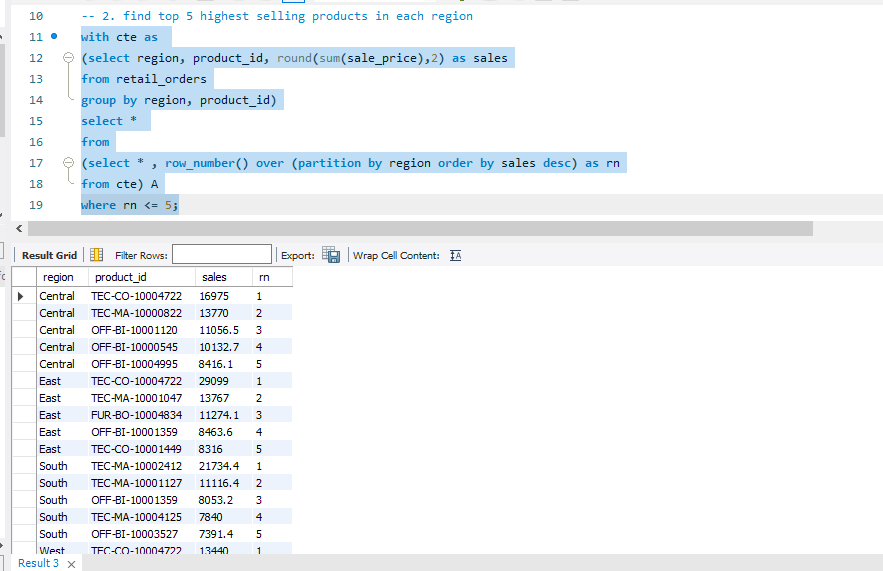 10 -- 2. find top 5 highest selling products in each region
11 with cte as
12 (select region, product_id, round(sum(sale_price),2) as sales
13 from retail_orders
14 group by region, product_id)
15 select *
16 from
17 (select * , row_number() over (partition by region order by sales desc) as rn
18 from cte) A
19 where rn <= 5;
Result Grid Filter Rows: Export: Wrap Cell Content:
region product_id sales rn
Central TEC-CO-10004722 16975 1
Central TEC-MA-10000822 13770 2
Central OFF-BI-10001120 11056.5 3
Central OFF-BI-10000545 10132.7 4
Central OFF-BI-10004995 8416.1 5
East TEC-CO-10004722 29099 1
East TEC-MA-10001047 13767 2
East FUR-BO-10004834 11274.1 3
East OFF-BI-10001359 8463.6 4
East TEC-CO-10001449 8316 5
South TEC-MA-10002412 21734.4 1
South TEC-MA-10001127 11116.4 2
South OFF-BI-10001359 8053.2 3
South TEC-MA-10004125 7840 4
South OFF-BI-10003527 7391.4 5
West TEC-CO-10004722 13440 1
Result 3